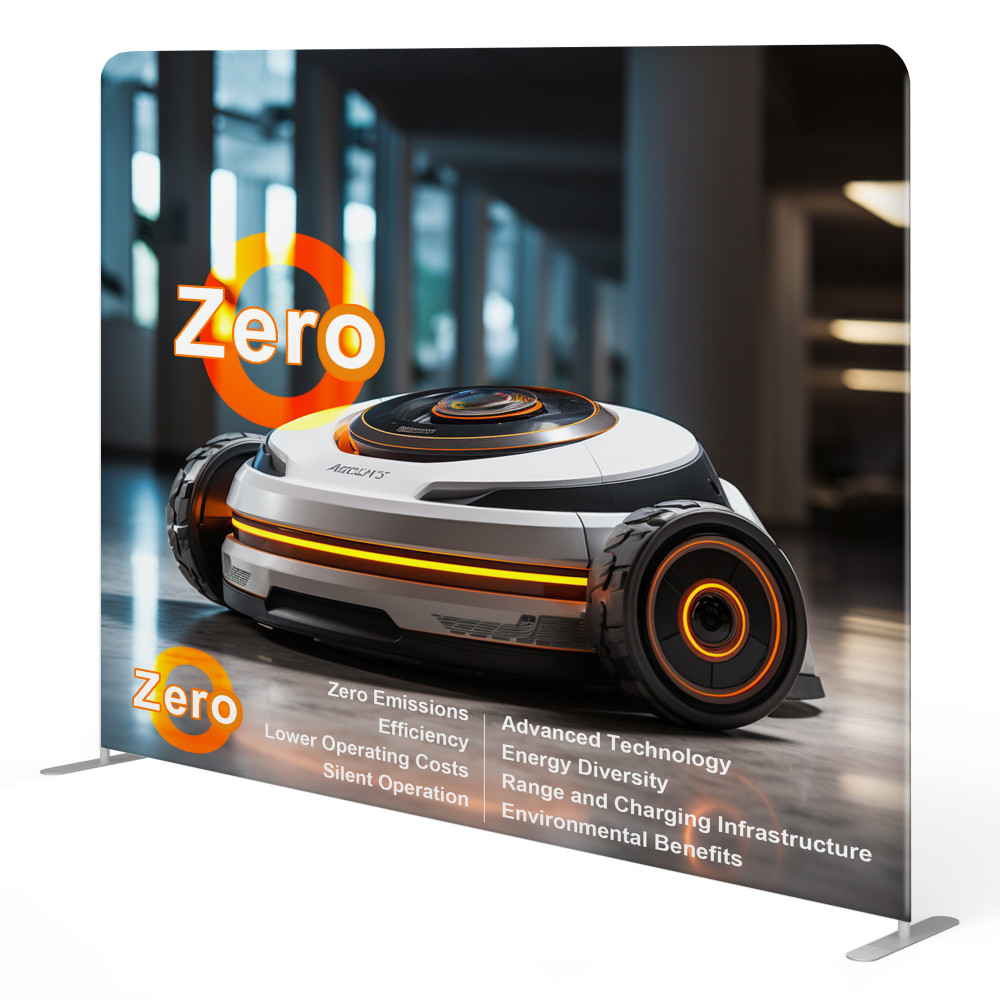 Zero
Zero
Zero Emissions
Efficiency
Lower Operating Costs
Silent Operation
Advanced Technology
Energy Diversity
Range and Charging Infrastructure
Environmental Benefits